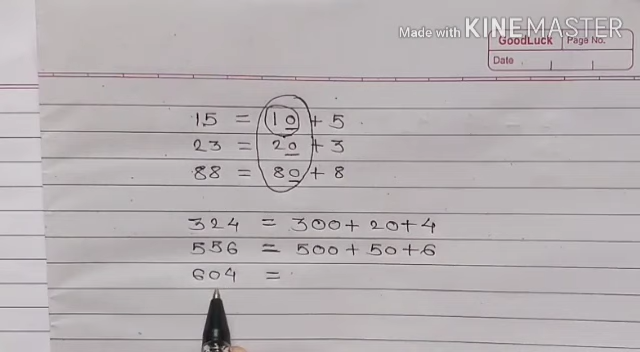 Made with KINEMASTER
GoodLuck Page No.
Date
15 = 10 + 5
23 = 20 + 3
88 = 80 + 8
324 = 300 + 20 + 4
556 = 500 + 50 + 6
604 =